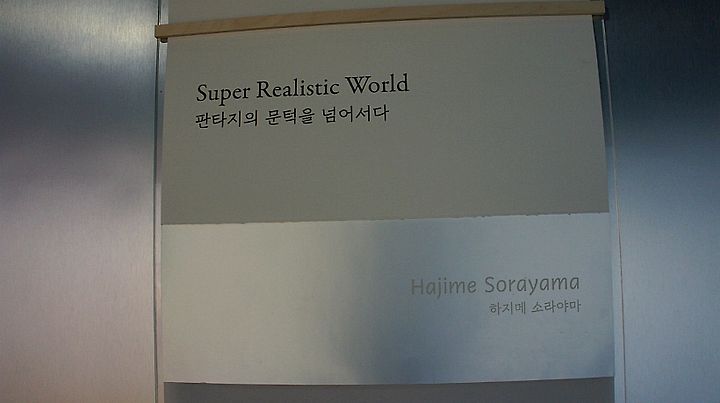 Super Realistic World
판타지의 문턱을 넘어서다
Hajime Sorayama
하지메 소라야마